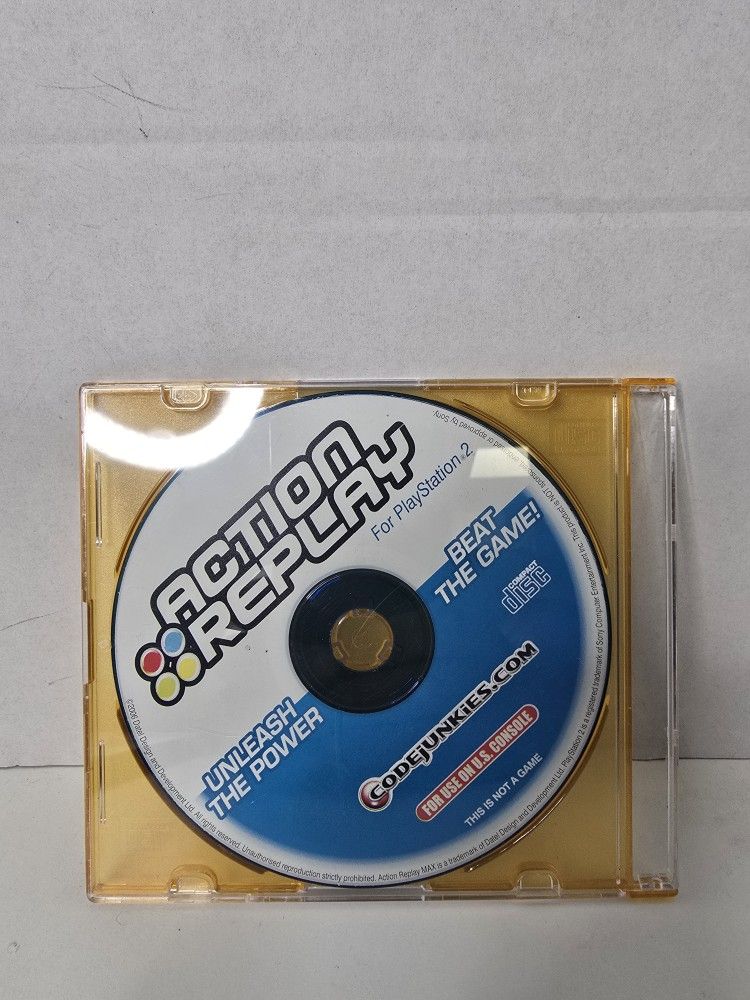 ACTION
REPLAY
For PlayStation®2
BEAT
THE GAME!
COMPACT
disc
UNLEASH
THE POWER
CODEJUNKIES.COM
FOR USE ON U.S. CONSOLE
THIS IS NOT A GAME
©2006 Datel Design and Development Ltd. All rights reserved. Unauthorised reproduction strictly prohibited. Action Replay MAX is a trademark of Datel Design and Development Ltd. PlayStation 2 is a registered trademark of Sony Computer Entertainment Inc. This product is NOT sponsored, endorsed or approved by Sony.